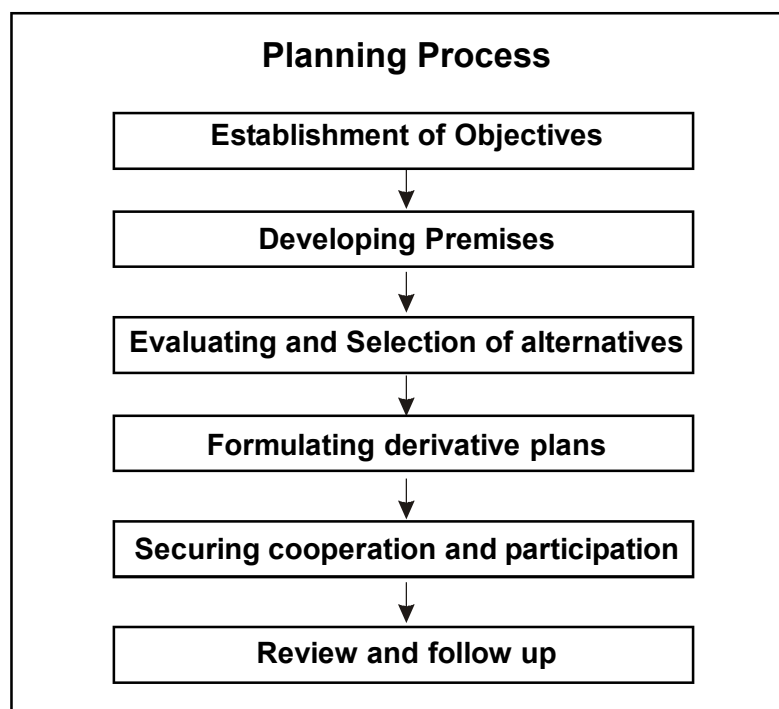 Planning Process
Establishment of Objectives
Developing Premises
Evaluating and Selection of alternatives
Formulating derivative plans
Securing cooperation and participation
Review and follow up